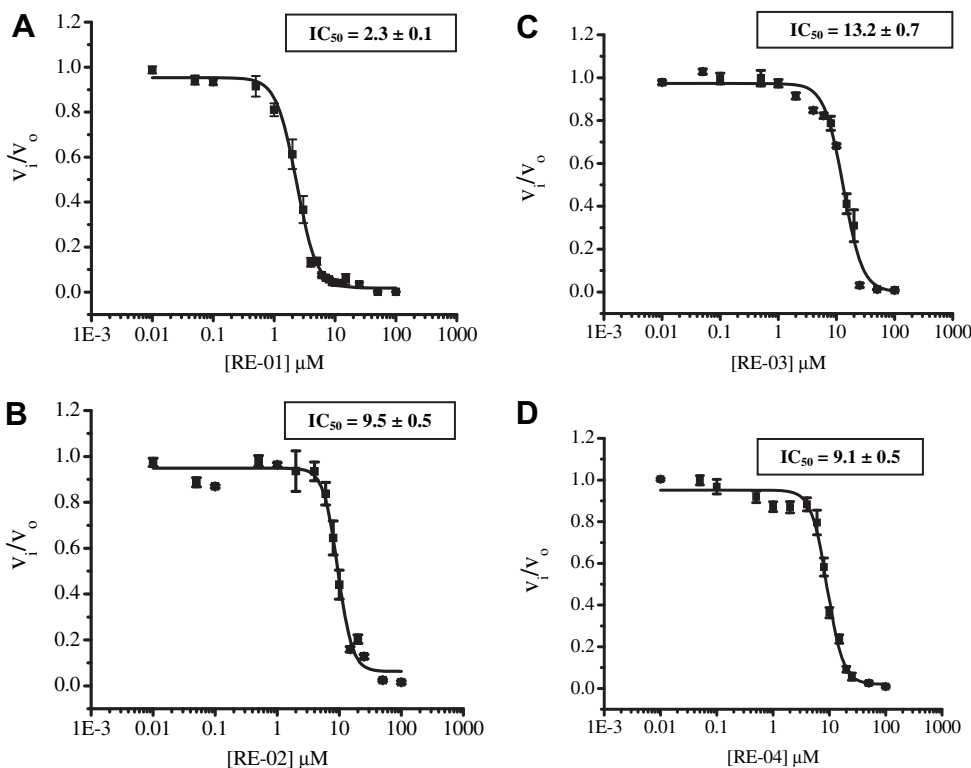 A
IC50 = 2.3 ± 0.1
1.2
1.0
0.8
0.6
0.4
0.2
0.0
vi/vo
1E-3 0.01 0.1 1 10 100 1000
[RE-01] μM
C
IC50 = 13.2 ± 0.7
1.2
1.0
0.8
0.6
0.4
0.2
0.0
vi/vo
1E-3 0.01 0.1 1 10 100 1000
[RE-03] μM
B
IC50 = 9.5 ± 0.5
1.2
1.0
0.8
0.6
0.4
0.2
0.0
vi/vo
1E-3 0.01 0.1 1 10 100 1000
[RE-02] μM
D
IC50 = 9.1 ± 0.5
1.2
1.0
0.8
0.6
0.4
0.2
0.0
vi/vo
1E-3 0.01 0.1 1 10 100 1000
[RE-04] μM